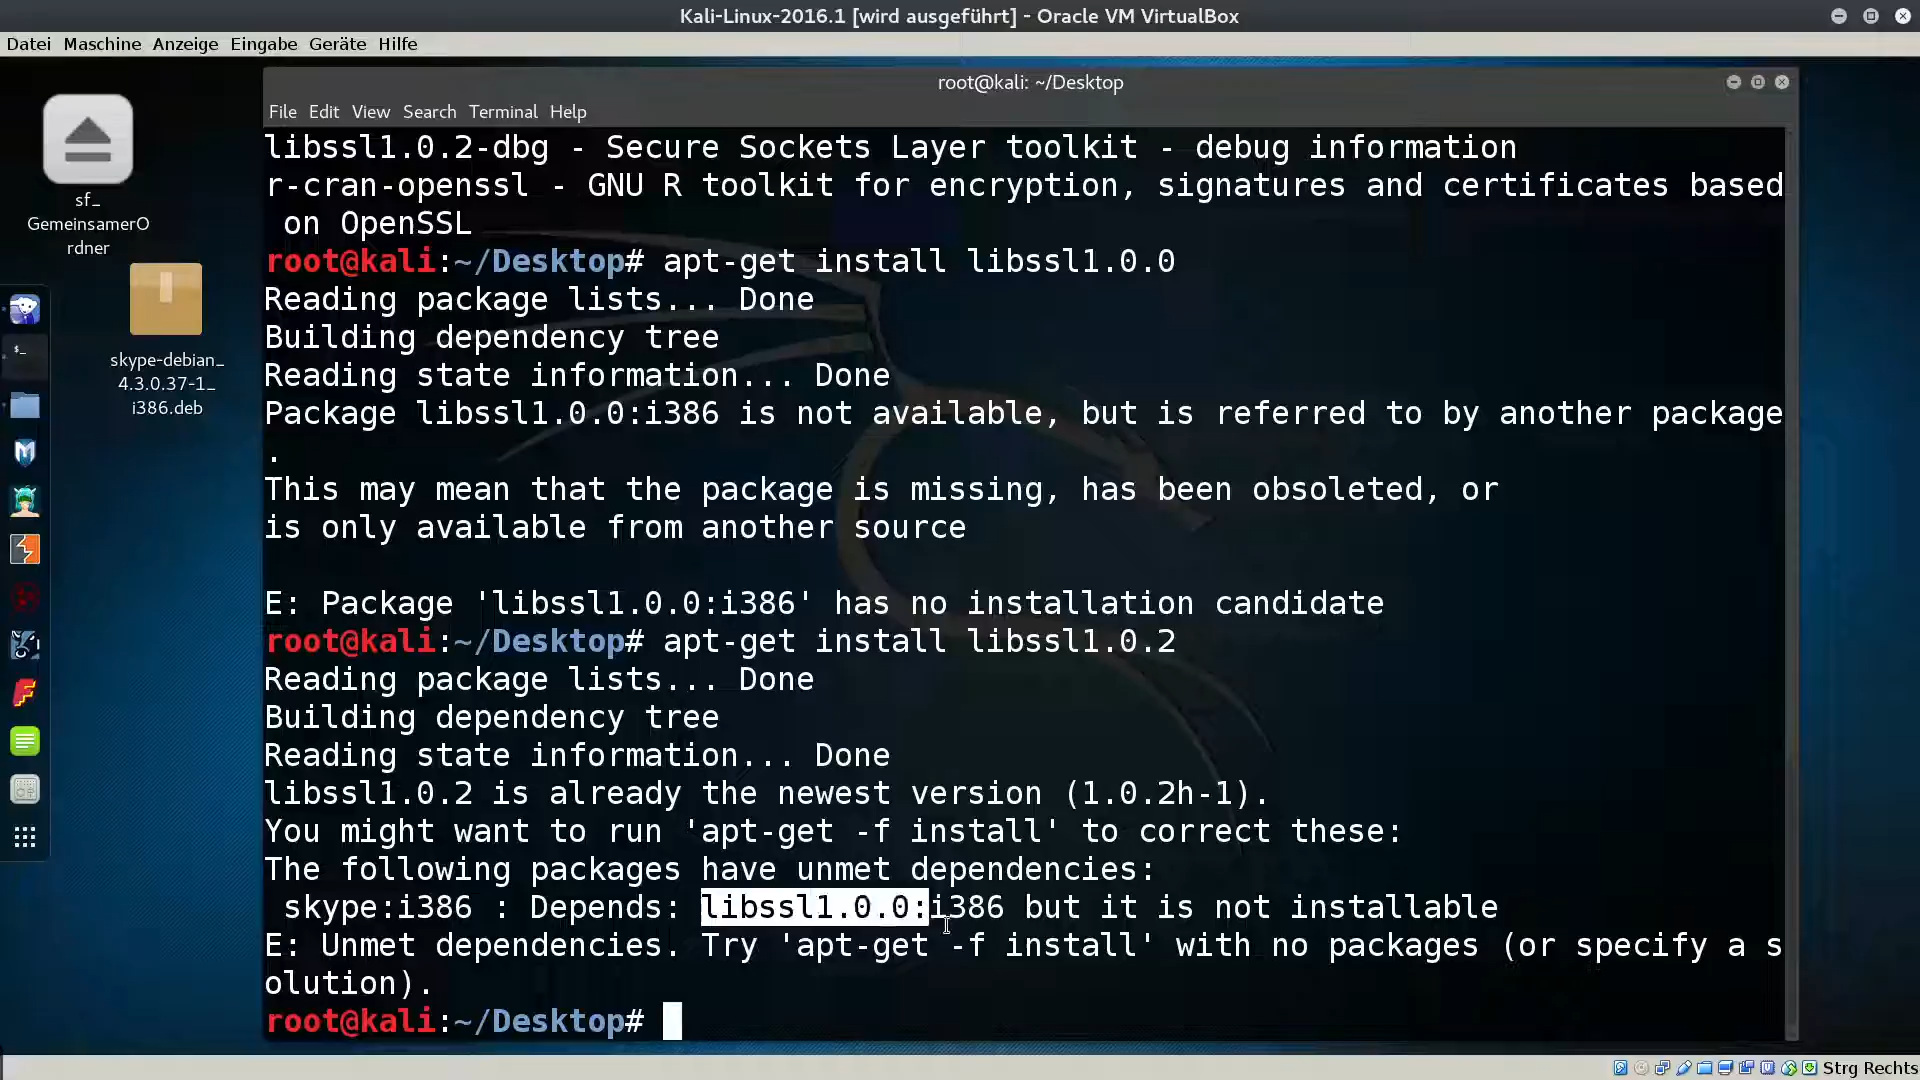 Kali-Linux-2016.1 [wird ausgeführt] - Oracle VM VirtualBox
Datei Maschine Anzeige Eingabe Geräte Hilfe
root@kali: ~/Desktop
File Edit View Search Terminal Help
sf_
GemeinsamerO
rdner
skype-debian_
4.3.0.37-1_
i386.deb
libssl1.0.2-dbg - Secure Sockets Layer toolkit - debug information
r-cran-openssl - GNU R toolkit for encryption, signatures and certificates based
on OpenSSL
root@kali:~/Desktop# apt-get install libssl1.0.0
Reading package lists... Done
Building dependency tree
Reading state information... Done
Package libssl1.0.0:i386 is not available, but is referred to by another package
.
This may mean that the package is missing, has been obsoleted, or
is only available from another source
E: Package 'libssl1.0.0:i386' has no installation candidate
root@kali:~/Desktop# apt-get install libssl1.0.2
Reading package lists... Done
Building dependency tree
Reading state information... Done
libssl1.0.2 is already the newest version (1.0.2h-1).
You might want to run 'apt-get -f install' to correct these:
The following packages have unmet dependencies:
skype:i386 : Depends: libssl1.0.0:i386 but it is not installable
E: Unmet dependencies. Try 'apt-get -f install' with no packages (or specify a s
olution).
root@kali:~/Desktop#
Strg Rechts